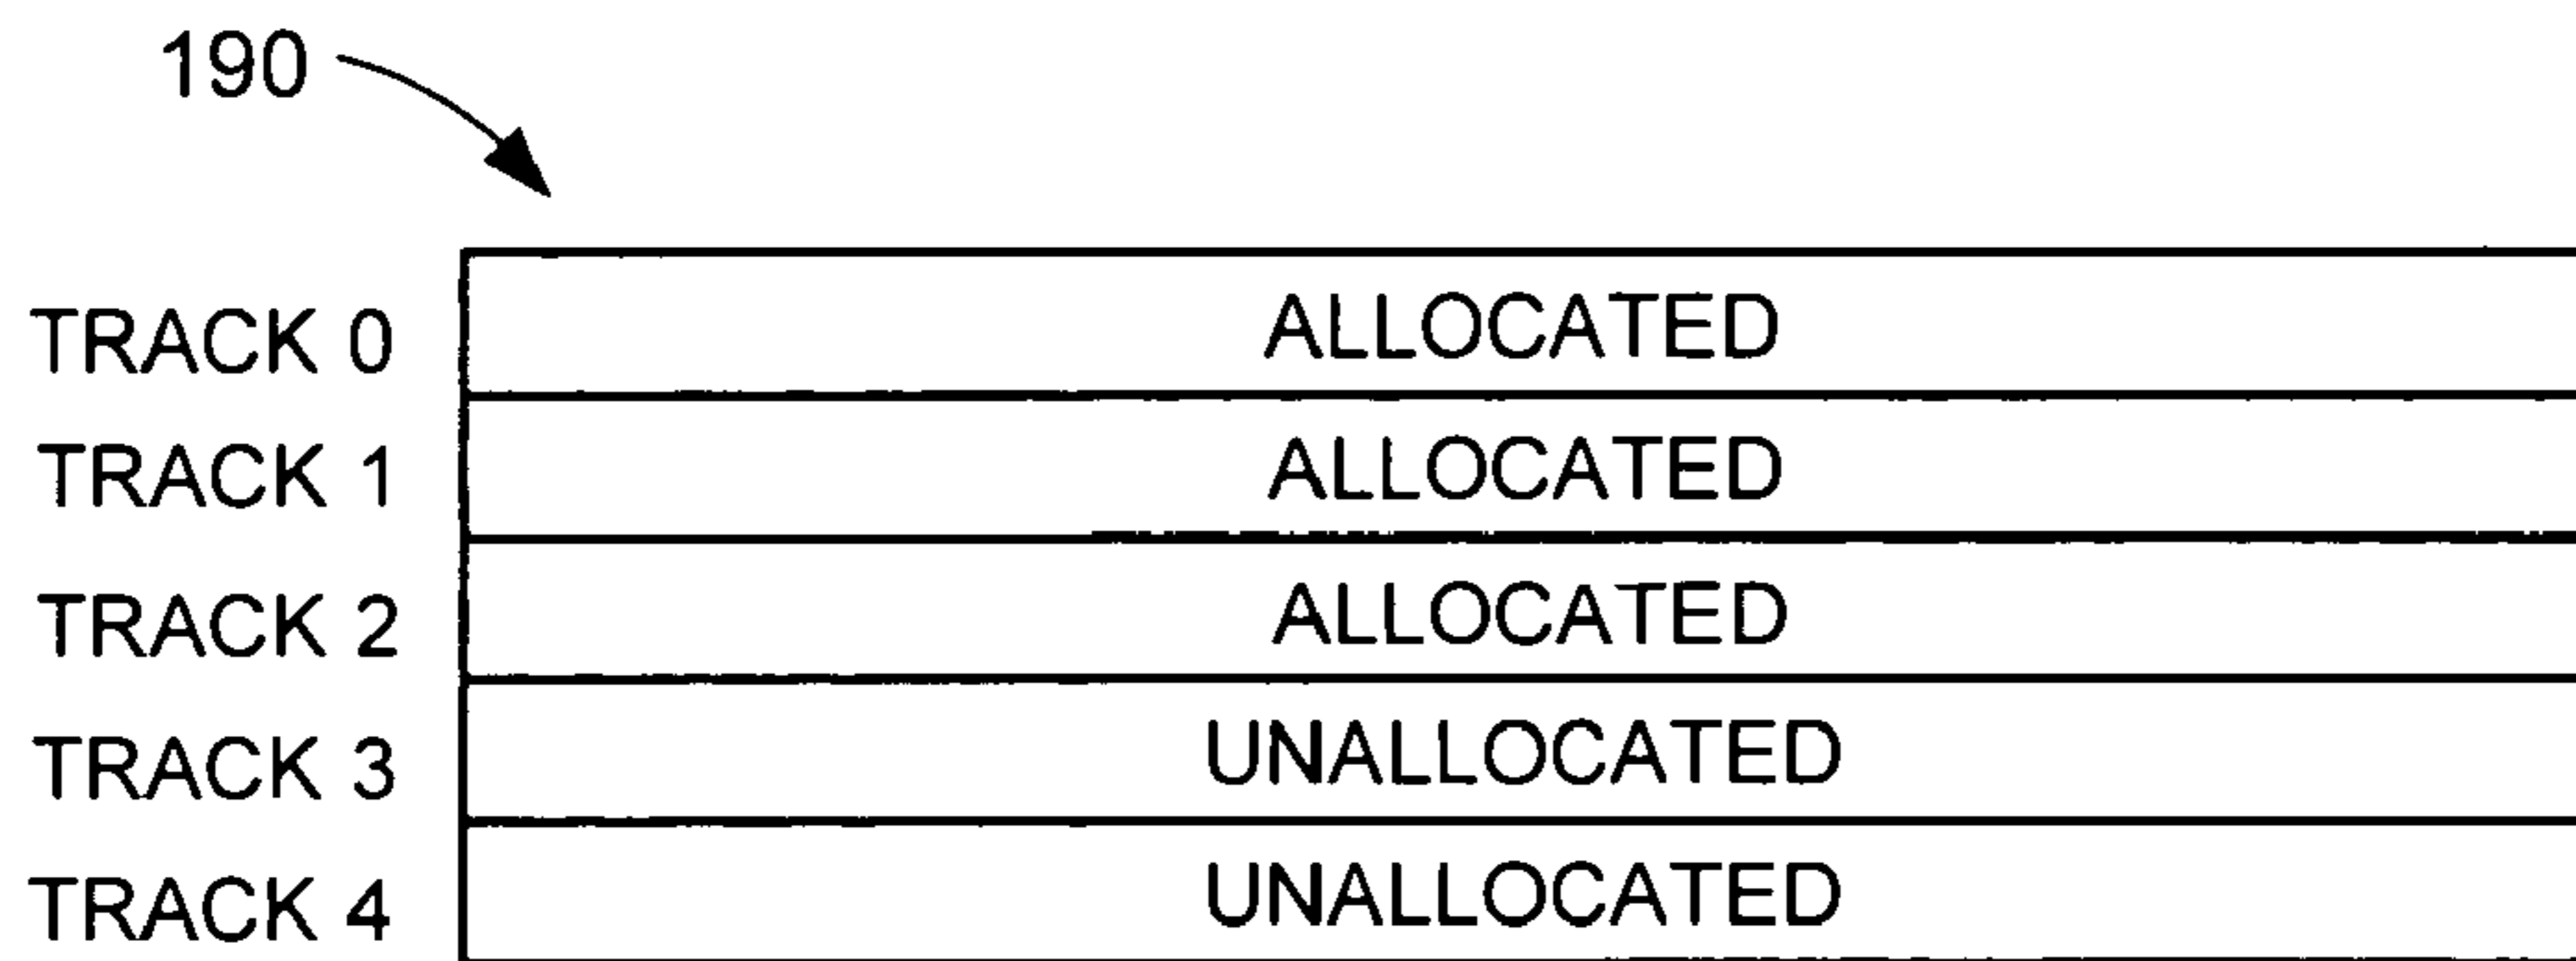 190
TRACK 0 ALLOCATED
TRACK 1 ALLOCATED
TRACK 2 ALLOCATED
TRACK 3 UNALLOCATED
TRACK 4 UNALLOCATED